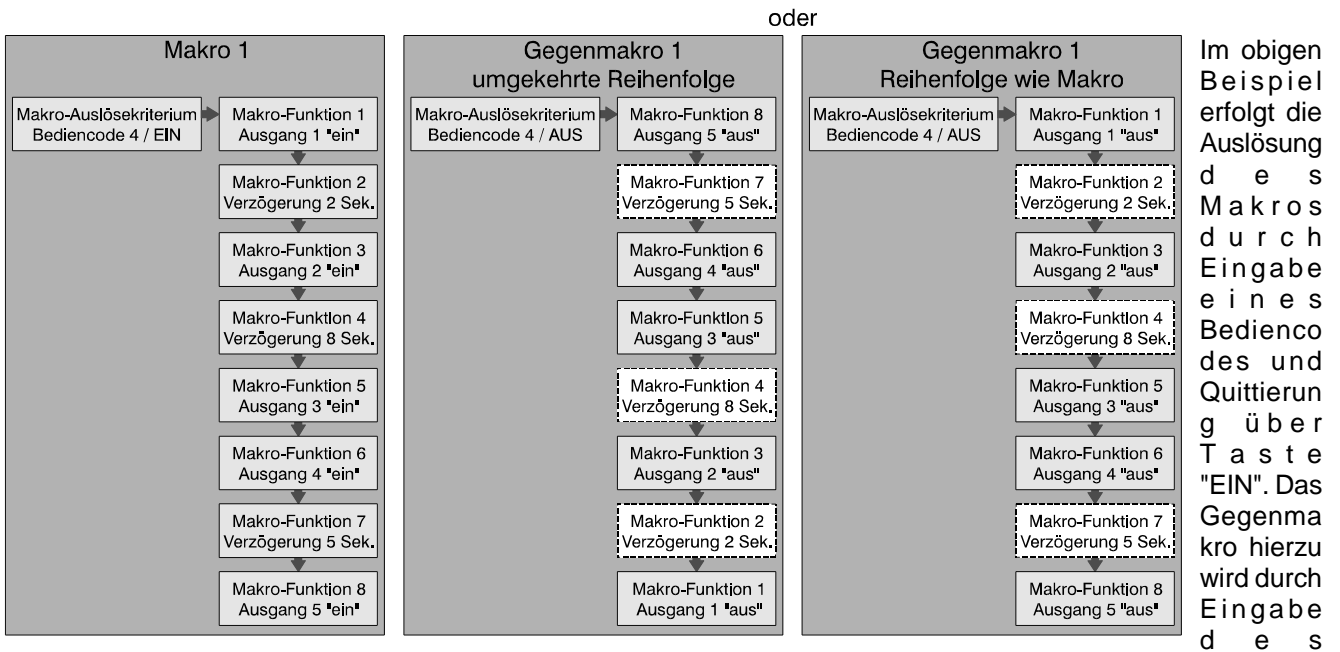 oder
Makro 1
Makro-Auslösekriterium
Bediencode 4 / EIN
Makro-Funktion 1
Ausgang 1 "ein"
Makro-Funktion 2
Verzögerung 2 Sek.
Makro-Funktion 3
Ausgang 2 "ein"
Makro-Funktion 4
Verzögerung 8 Sek.
Makro-Funktion 5
Ausgang 3 "ein"
Makro-Funktion 6
Ausgang 4 "ein"
Makro-Funktion 7
Verzögerung 5 Sek.
Makro-Funktion 8
Ausgang 5 "ein"
Gegenmakro 1
umgekehrte Reihenfolge
Makro-Auslösekriterium
Bediencode 4 / AUS
Makro-Funktion 8
Ausgang 5 "aus"
Makro-Funktion 7
Verzögerung 5 Sek.
Makro-Funktion 6
Ausgang 4 "aus"
Makro-Funktion 5
Ausgang 3 "aus"
Makro-Funktion 4
Verzögerung 8 Sek.
Makro-Funktion 3
Ausgang 2 "aus"
Makro-Funktion 2
Verzögerung 2 Sek.
Makro-Funktion 1
Ausgang 1 "aus"
Gegenmakro 1
Reihenfolge wie Makro
Makro-Auslösekriterium
Bediencode 4 / AUS
Makro-Funktion 1
Ausgang 1 "aus"
Makro-Funktion 2
Verzögerung 2 Sek.
Makro-Funktion 3
Ausgang 2 "aus"
Makro-Funktion 4
Verzögerung 8 Sek.
Makro-Funktion 5
Ausgang 3 "aus"
Makro-Funktion 6
Ausgang 4 "aus"
Makro-Funktion 7
Verzögerung 5 Sek.
Makro-Funktion 8
Ausgang 5 "aus"
Im obigen
Beispiel
erfolgt die
Auslösung
des
Makros
durch
Eingabe
eines
Bedienco
des und
Quittierun
g über
Taste
"EIN". Das
Gegenma
kro hierzu
wird durch
Eingabe
des